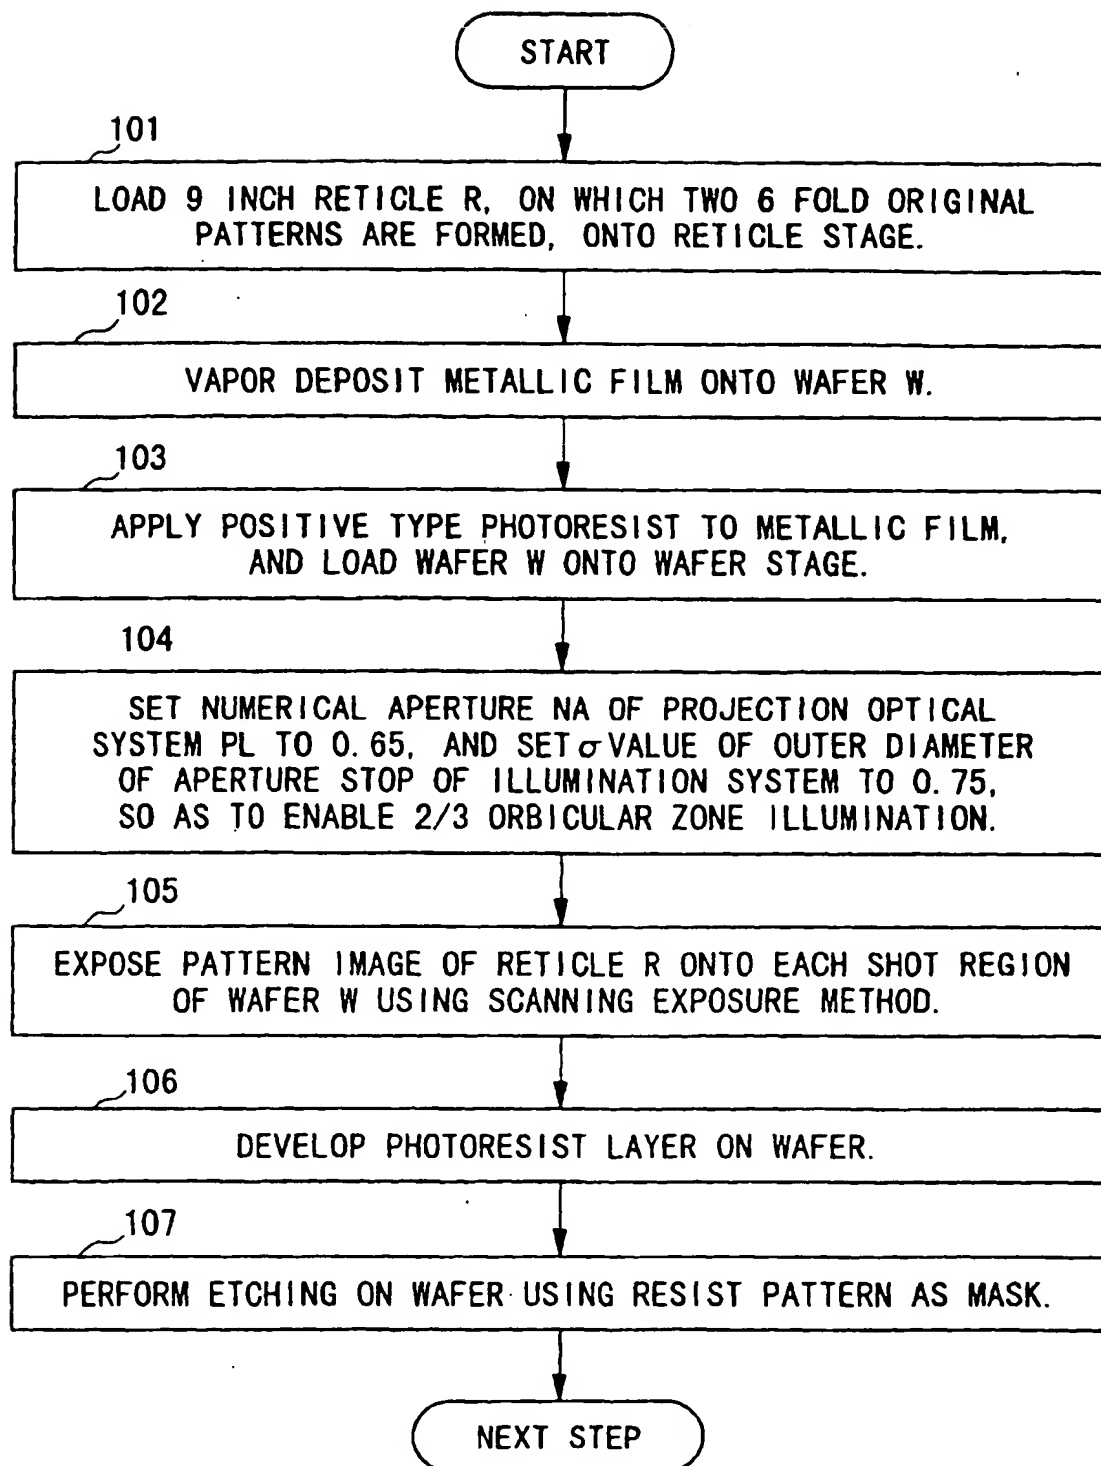 START
101
LOAD 9 INCH RETICLE R, ON WHICH TWO 6 FOLD ORIGINAL
PATTERNS ARE FORMED, ONTO RETICLE STAGE.
102
VAPOR DEPOSIT METALLIC FILM ONTO WAFER W.
103
APPLY POSITIVE TYPE PHOTORESIST TO METALLIC FILM,
AND LOAD WAFER W ONTO WAFER STAGE.
104
SET NUMERICAL APERTURE NA OF PROJECTION OPTICAL
SYSTEM PL TO 0.65, AND SET σ VALUE OF OUTER DIAMETER
OF APERTURE STOP OF ILLUMINATION SYSTEM TO 0.75,
SO AS TO ENABLE 2/3 ORBICULAR ZONE ILLUMINATION.
105
EXPOSE PATTERN IMAGE OF RETICLE R ONTO EACH SHOT REGION
OF WAFER W USING SCANNING EXPOSURE METHOD.
106
DEVELOP PHOTORESIST LAYER ON WAFER.
107
PERFORM ETCHING ON WAFER USING RESIST PATTERN AS MASK.
NEXT STEP